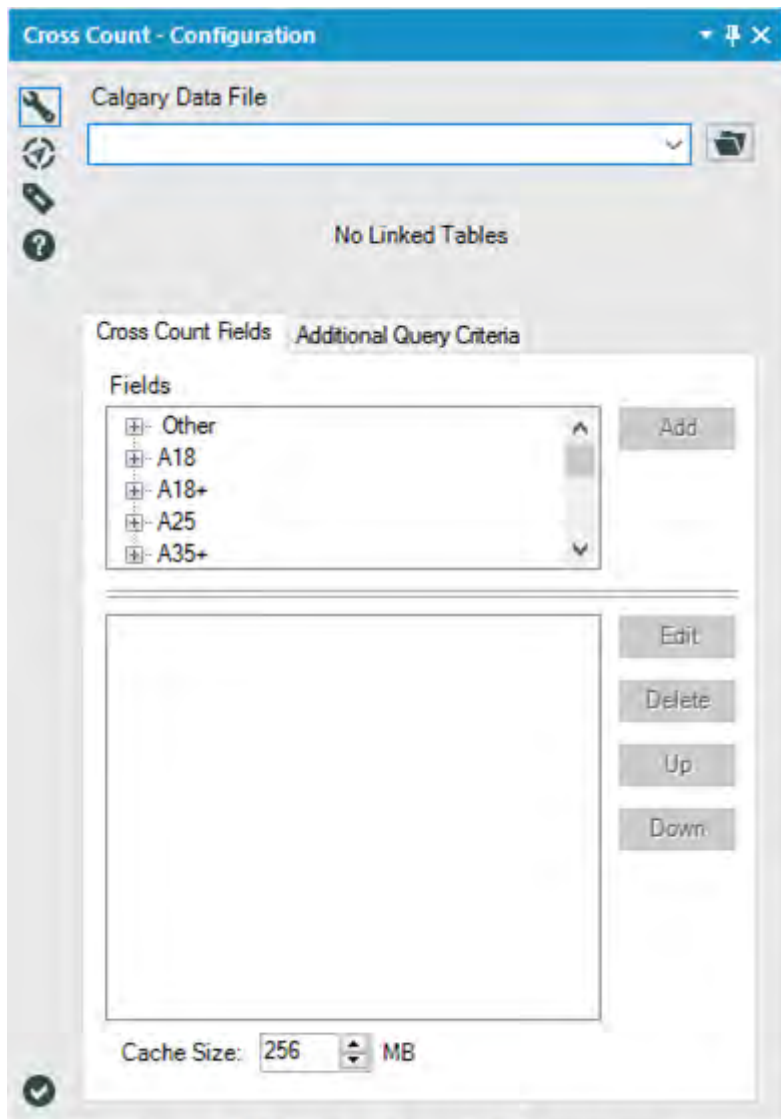 Cross Count - Configuration
Calgary Data File
No Linked Tables
Cross Count Fields Additional Query Criteria
Fields
Other
Add
A18
A18+
A25
A35+
Edit
Delete
Up
Down
Cache Size: 256 MB